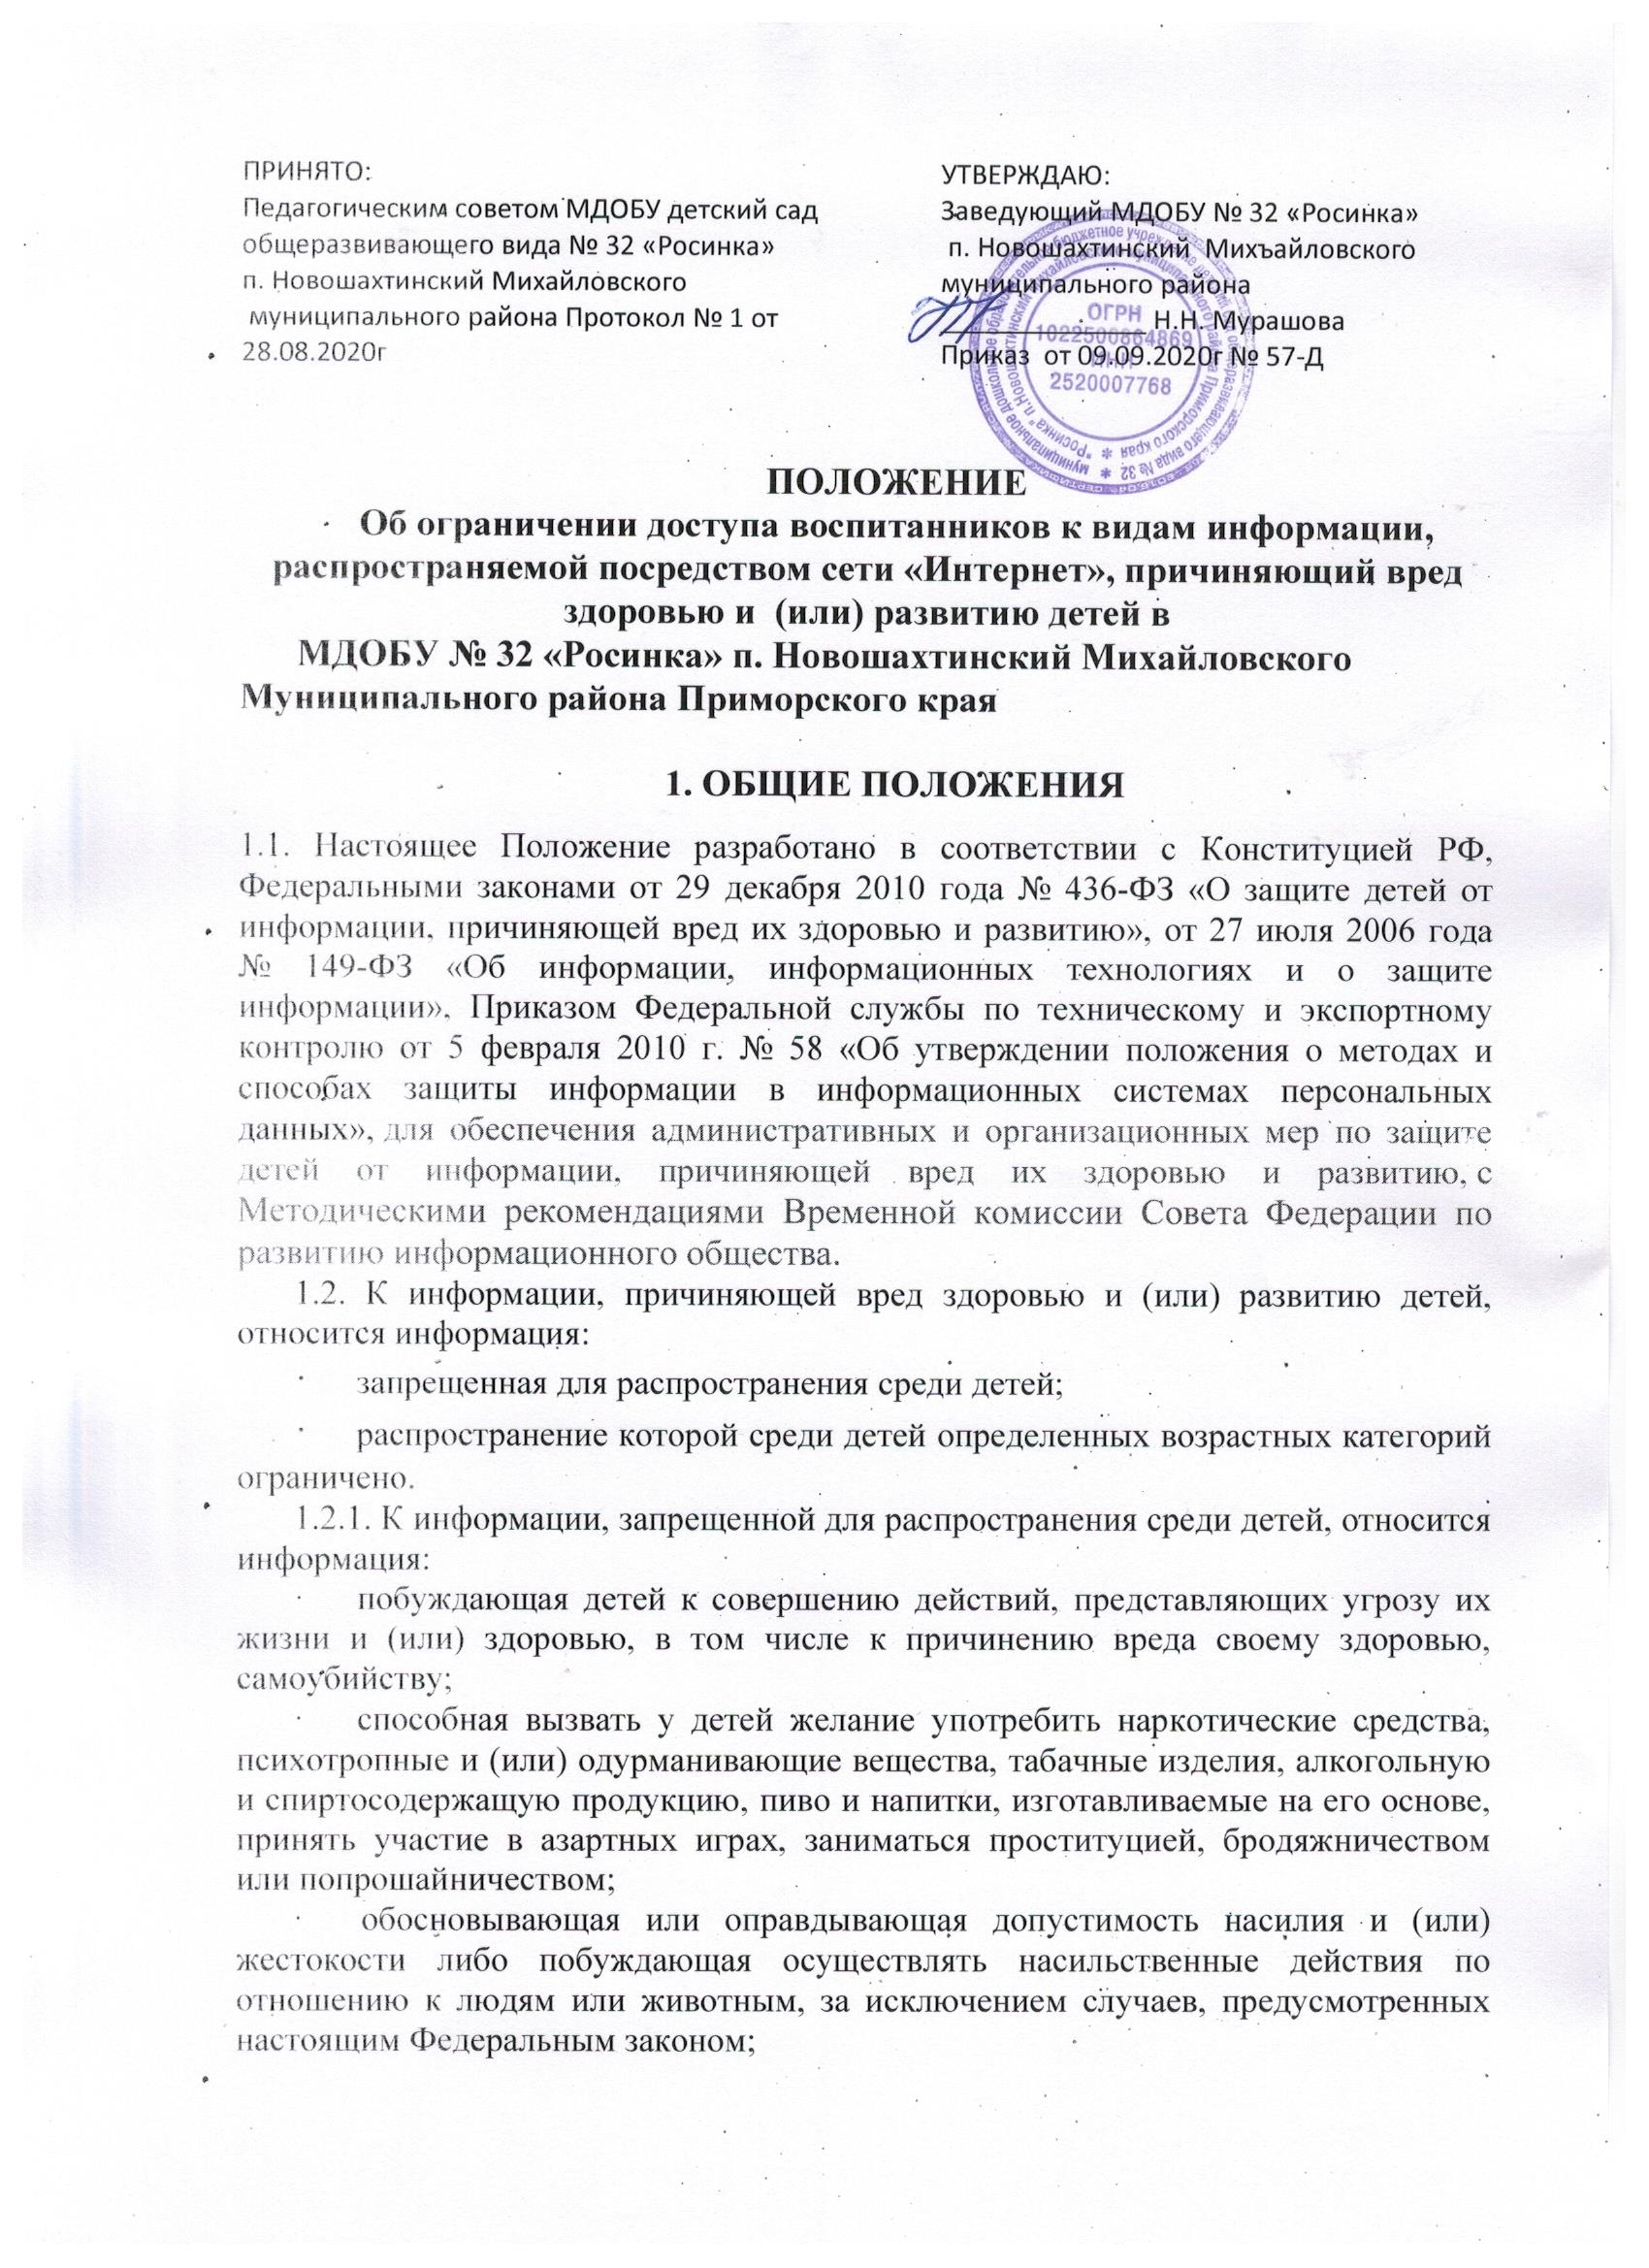 ПРИНЯТО:
Педагогическим советом МДОБУ детский сад
общеразвивающего вида № 32 «Росинка»
п. Новошахтинский Михайловского
муниципального района Протокол № 1 от
28.08.2020г
УТВЕРЖДАЮ:
Заведующий МДОБУ № 32 «Росинка»
п. Новошахтинский Михъайловского
муниципального района
Н.Н. Мурашова
Приказ от 09.09.2020г № 57-Д
ОГРН
1022500864869
ИНН
2520007768
ПОЛОЖЕНИЕ
Об ограничении доступа воспитанников к видам информации,
распространяемой посредством сети «Интернет», причиняющий вред
здоровью и (или) развитию детей в
МДОБУ № 32 «Росинка» п. Новошахтинский Михайловского
Муниципального района Приморского края
1. ОБЩИЕ ПОЛОЖЕНИЯ
1.1. Настоящее Положение разработано в соответствии с Конституцией РФ,
Федеральными законами от 29 декабря 2010 года № 436-ФЗ «О защите детей от
информации, причиняющей вред их здоровью и развитию», от 27 июля 2006 года
№ 149-ФЗ «Об информации, информационных технологиях и о защите
информации», Приказом Федеральной службы по техническому и экспортному
контролю от 5 февраля 2010 г. № 58 «Об утверждении положения о методах и
способах защиты информации в информационных системах персональных
данных», для обеспечения административных и организационных мер по защите
детей от информации, причиняющей вред их здоровью и развитию, с
Методическими рекомендациями Временной комиссии Совета Федерации по
развитию информационного общества.
1.2. К информации, причиняющей вред здоровью и (или) развитию детей,
относится информация:
· запрещенная для распространения среди детей;
· распространение которой среди детей определенных возрастных категорий
ограничено.
1.2.1. К информации, запрещенной для распространения среди детей, относится
информация:
· побуждающая детей к совершению действий, представляющих угрозу их
жизни и (или) здоровью, в том числе к причинению вреда своему здоровью,
самоубийству;
· способная вызвать у детей желание употребить наркотические средства,
психотропные и (или) одурманивающие вещества, табачные изделия, алкогольную
и спиртосодержащую продукцию, пиво и напитки, изготавливаемые на его основе,
принять участие в азартных играх, заниматься проституцией, бродяжничеством
или попрошайничеством;
· обосновывающая или оправдывающая допустимость насилия и (или)
жестокости либо побуждающая осуществлять насильственные действия по
отношению к людям или животным, за исключением случаев, предусмотренных
настоящим Федеральным законом;